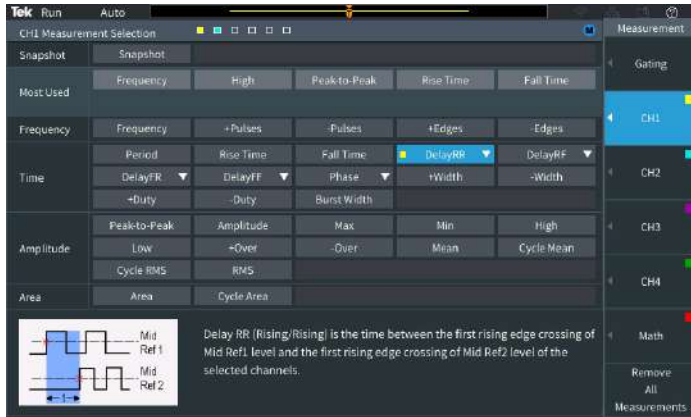 Tek Run Auto
CH1 Measurement Selection
Measurement
Snapshot Snapshot
Gating
Most Used Frequency High Peak-to-Peak Rise Time Fall Time
CH1
Frequency Frequency +Pulses -Pulses +Edges -Edges
Time Period Rise Time Fall Time DelayRR DelayRF
DelayFR DelayFF Phase +Width -Width
CH2
+Duty -Duty Burst Width
Amplitude Peak-to-Peak Amplitude Max Min High
CH3
Low +Over -Over Mean Cycle Mean
Cycle RMS RMS
CH4
Area Area Cycle Area
Mid
Ref 1
Mid
Ref 2
t
Delay RR (Rising/Rising) is the time between the first rising edge crossing of
Mid Ref1 level and the first rising edge crossing of Mid Ref2 level of the
selected channels.
Math
Remove
All
Measurements